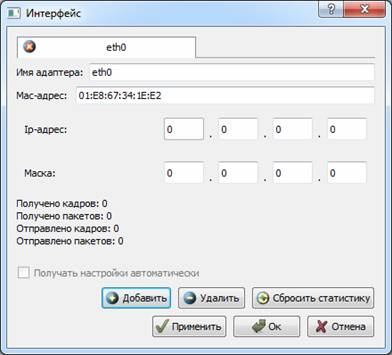 Интерфейс
eth0
Имя адаптера: eth0
Mac-адрес: 01:E8:67:34:1E:E2
Ip-адрес: 0 . 0 . 0 . 0
Маска: 0 . 0 . 0 . 0
Получено кадров: 0
Получено пакетов: 0
Отправлено кадров: 0
Отправлено пакетов: 0
Получать настройки автоматически
Добавить Удалить Сбросить статистику
Применить Ок Отмена